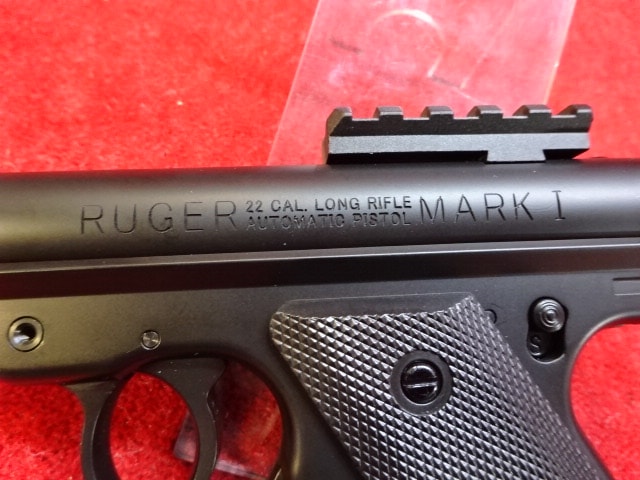 RUGER 22 CAL. LONG RIFLE MARK I
AUTOMATIC PISTOL